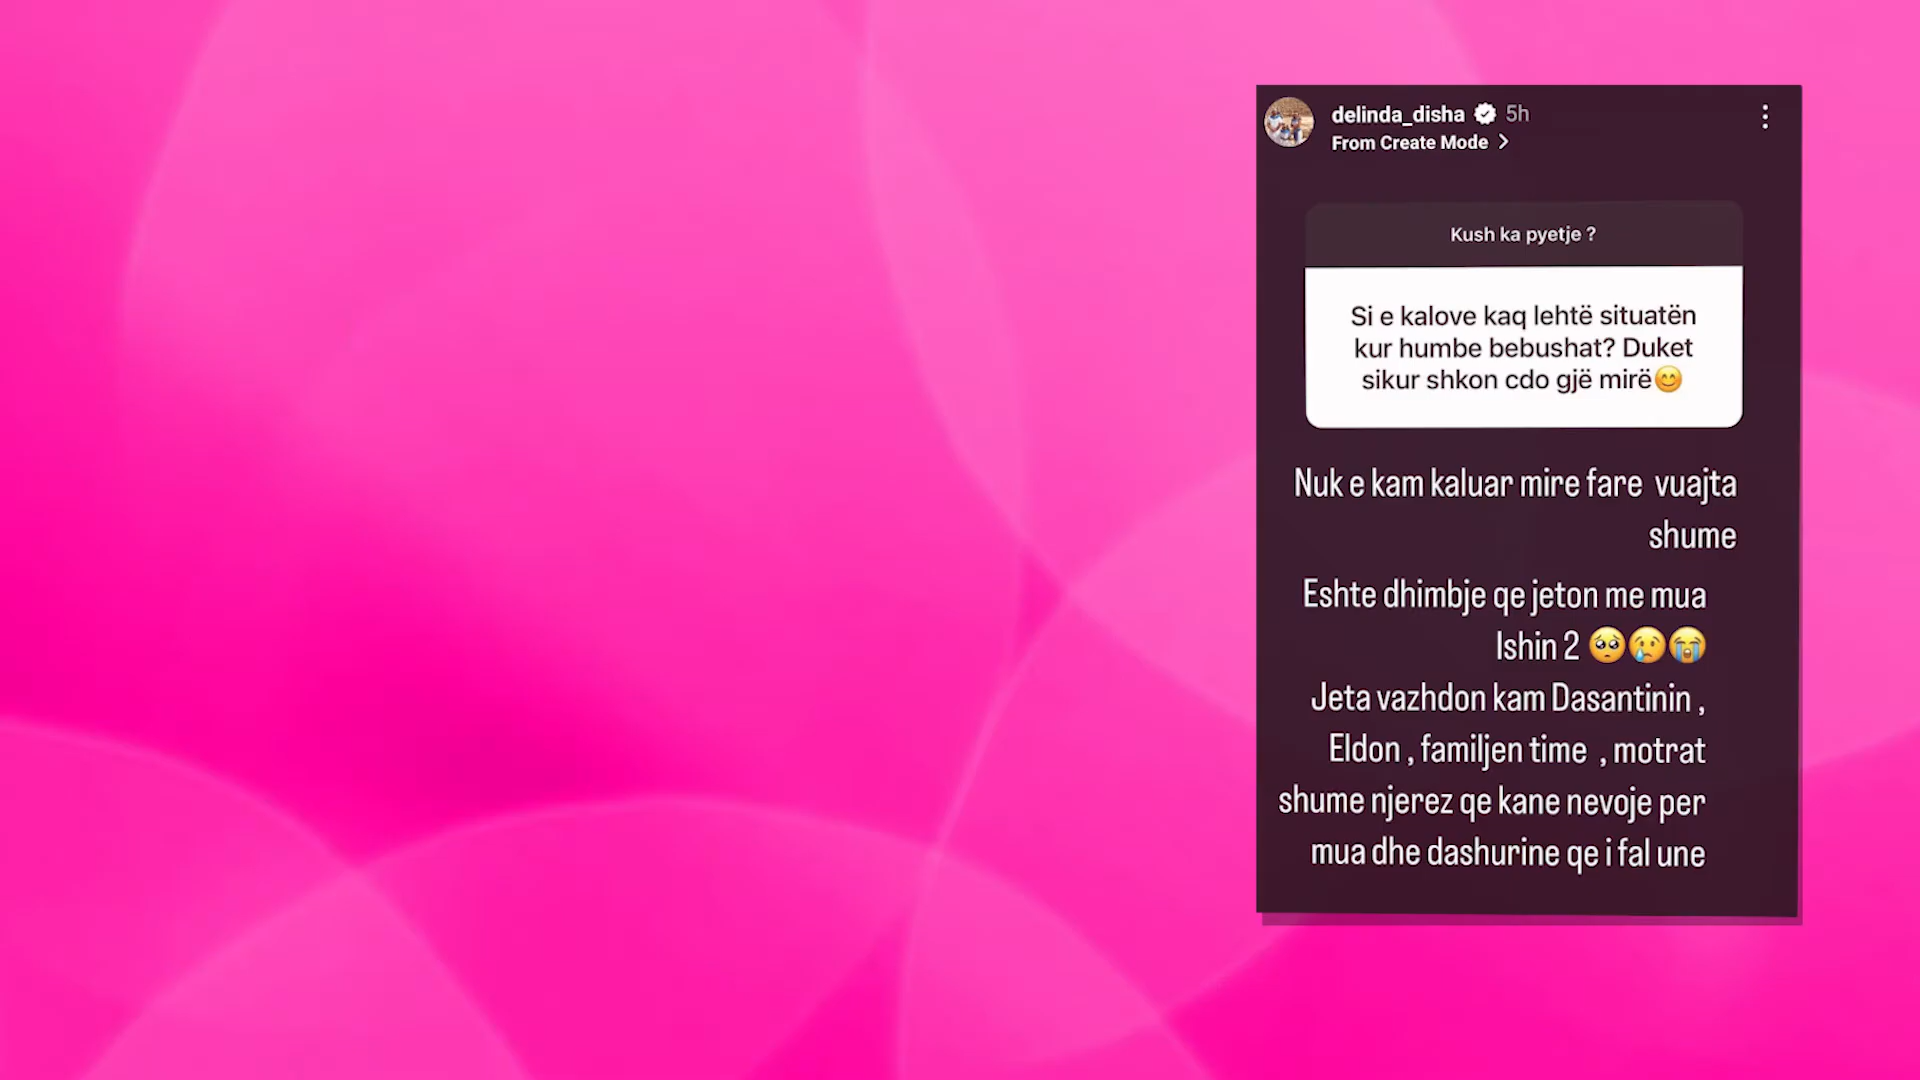 delinda_disha 5h
From Create Mode
Kush ka pyetje ?
Si e kalove kaq lehtë situatën
kur humbe bebushat? Duket
sikur shkon cdo gjë mirë😊
Nuk e kam kaluar mire fare vuajta
shume
Eshte dhimbje qe jeton me mua
Ishin 2 🥺😢😭
Jeta vazhdon kam Dasantinin ,
Eldon , familjen time , motrat
shume njerez qe kane nevoje per
mua dhe dashurine qe i fal une